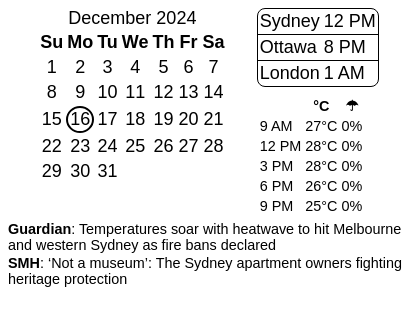 December 2024
Su Mo Tu We Th Fr Sa
1 2 3 4 5 6 7
8 9 10 11 12 13 14
15 16 17 18 19 20 21
22 23 24 25 26 27 28
29 30 31
Sydney 12 PM
Ottawa 8 PM
London 1 AM
°C ☂
9 AM 27°C 0%
12 PM 28°C 0%
3 PM 28°C 0%
6 PM 26°C 0%
9 PM 25°C 0%
Guardian: Temperatures soar with heatwave to hit Melbourne
and western Sydney as fire bans declared
SMH: ‘Not a museum’: The Sydney apartment owners fighting
heritage protection